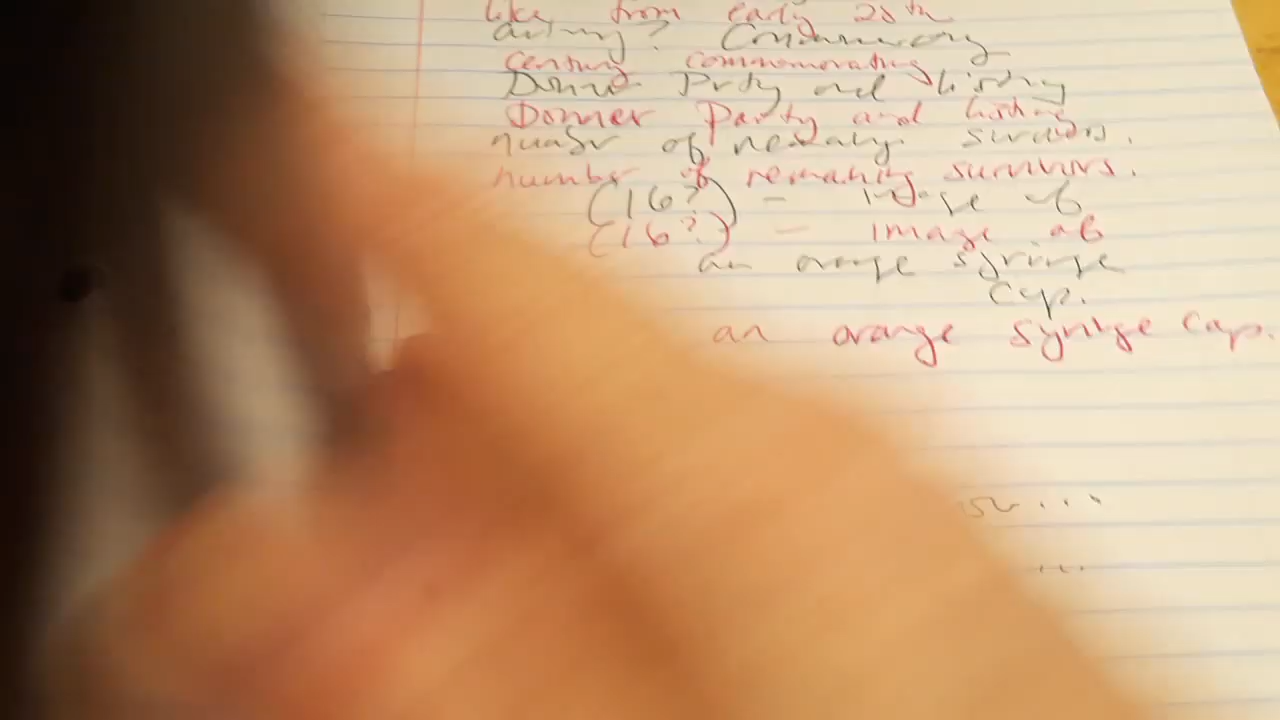 like from early 20th
century commemorating
Donner Party and listing
Donner Party and listing
number of survivors.
number of remaining survivors.
(16?) - image of
(16?) - image of
an orange syringe
cap.
an orange syringe cap.
...
...